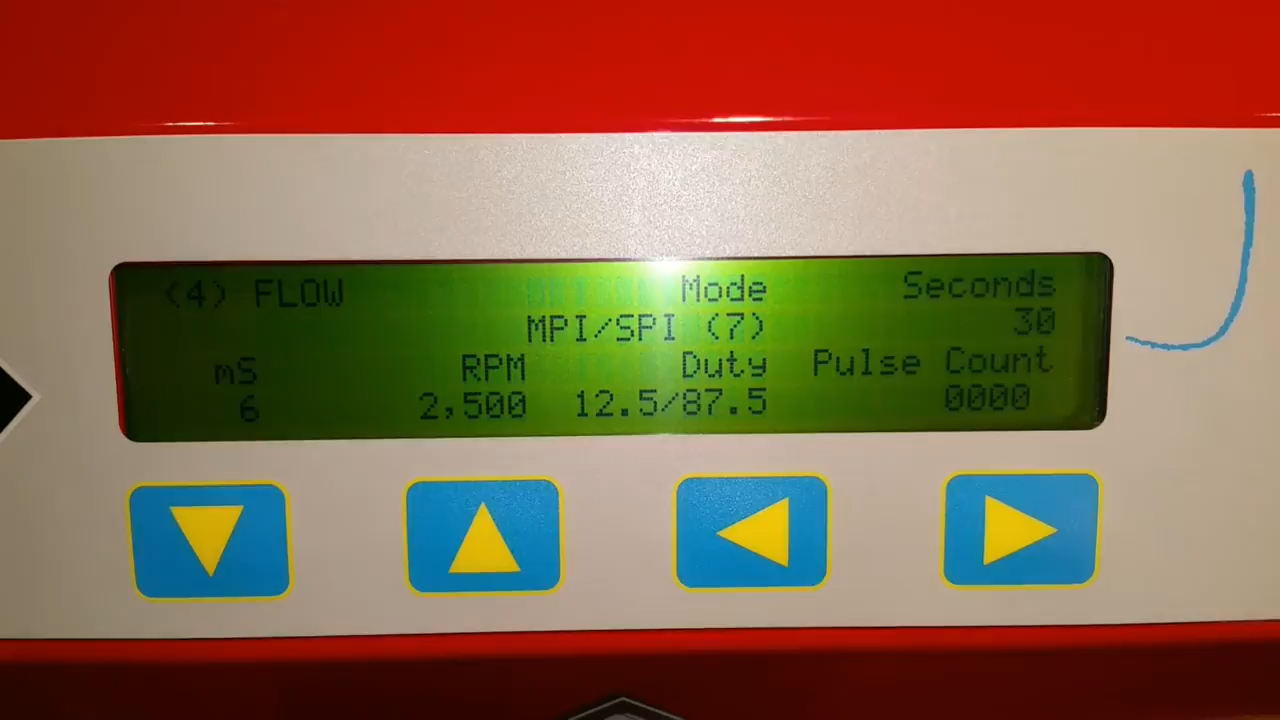 (4) FLOW Mode Seconds
MPI/SPI (7) 30
mS RPM Duty Pulse Count
6 2,500 12.5/87.5 0000